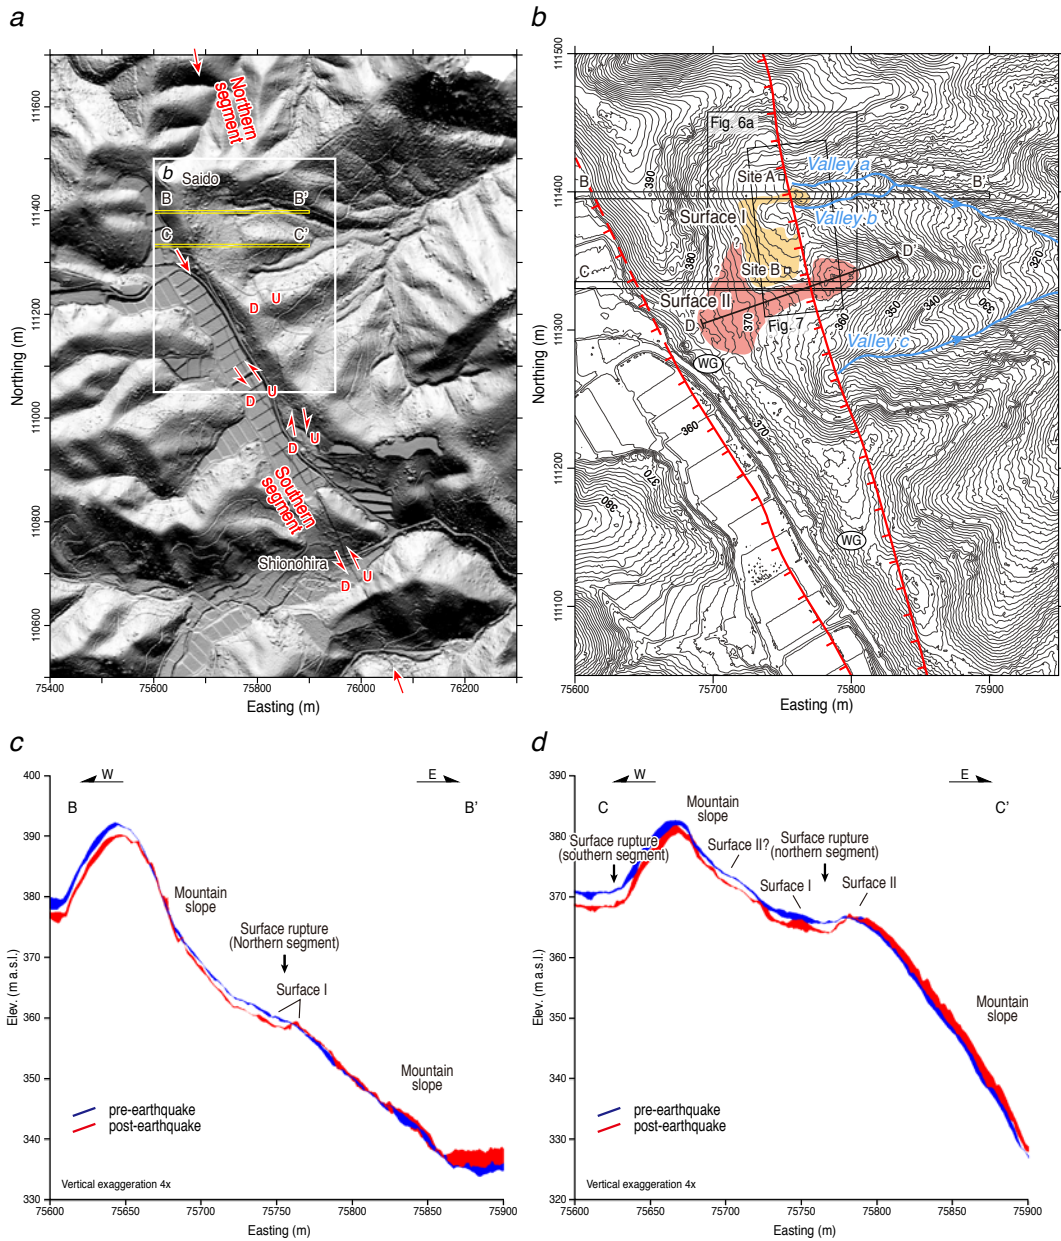 a
Northern
segment
b
Saido
B
B'
C
C'
D
U
D
U
D
U
Southern
segment
Shionohira
D
U
111600
111400
111200
111000
110800
110600
Northing (m)
75400
75600
75800
76000
76200
Easting (m)
b
Fig. 6a
Valley a
Site A
B
B'
390
Surface I
Valley b
380
D'
Site B
C
C'
320
330
340
350
360
Surface II
370
D
Fig. 7
Valley c
WG
370
360
370
380
WG
111500
111400
111300
111200
111100
Northing (m)
75600
75700
75800
75900
Easting (m)
c
W
E
B
B'
Mountain
slope
Surface rupture
(Northern segment)
Surface I
Mountain
slope
pre-earthquake
post-earthquake
Vertical exaggeration 4x
400
390
380
370
360
350
340
330
Elev. (m a.s.l.)
75600
75650
75700
75750
75800
75850
75900
Easting (m)
d
W
E
C
C'
Mountain
slope
Surface rupture
(southern segment)
Surface II?
Surface rupture
(northern segment)
Surface I
Surface II
Mountain
slope
pre-earthquake
post-earthquake
Vertical exaggeration 4x
390
380
370
360
350
340
330
320
Elev. (m a.s.l.)
75600
75650
75700
75750
75800
75850
75900
Easting (m)